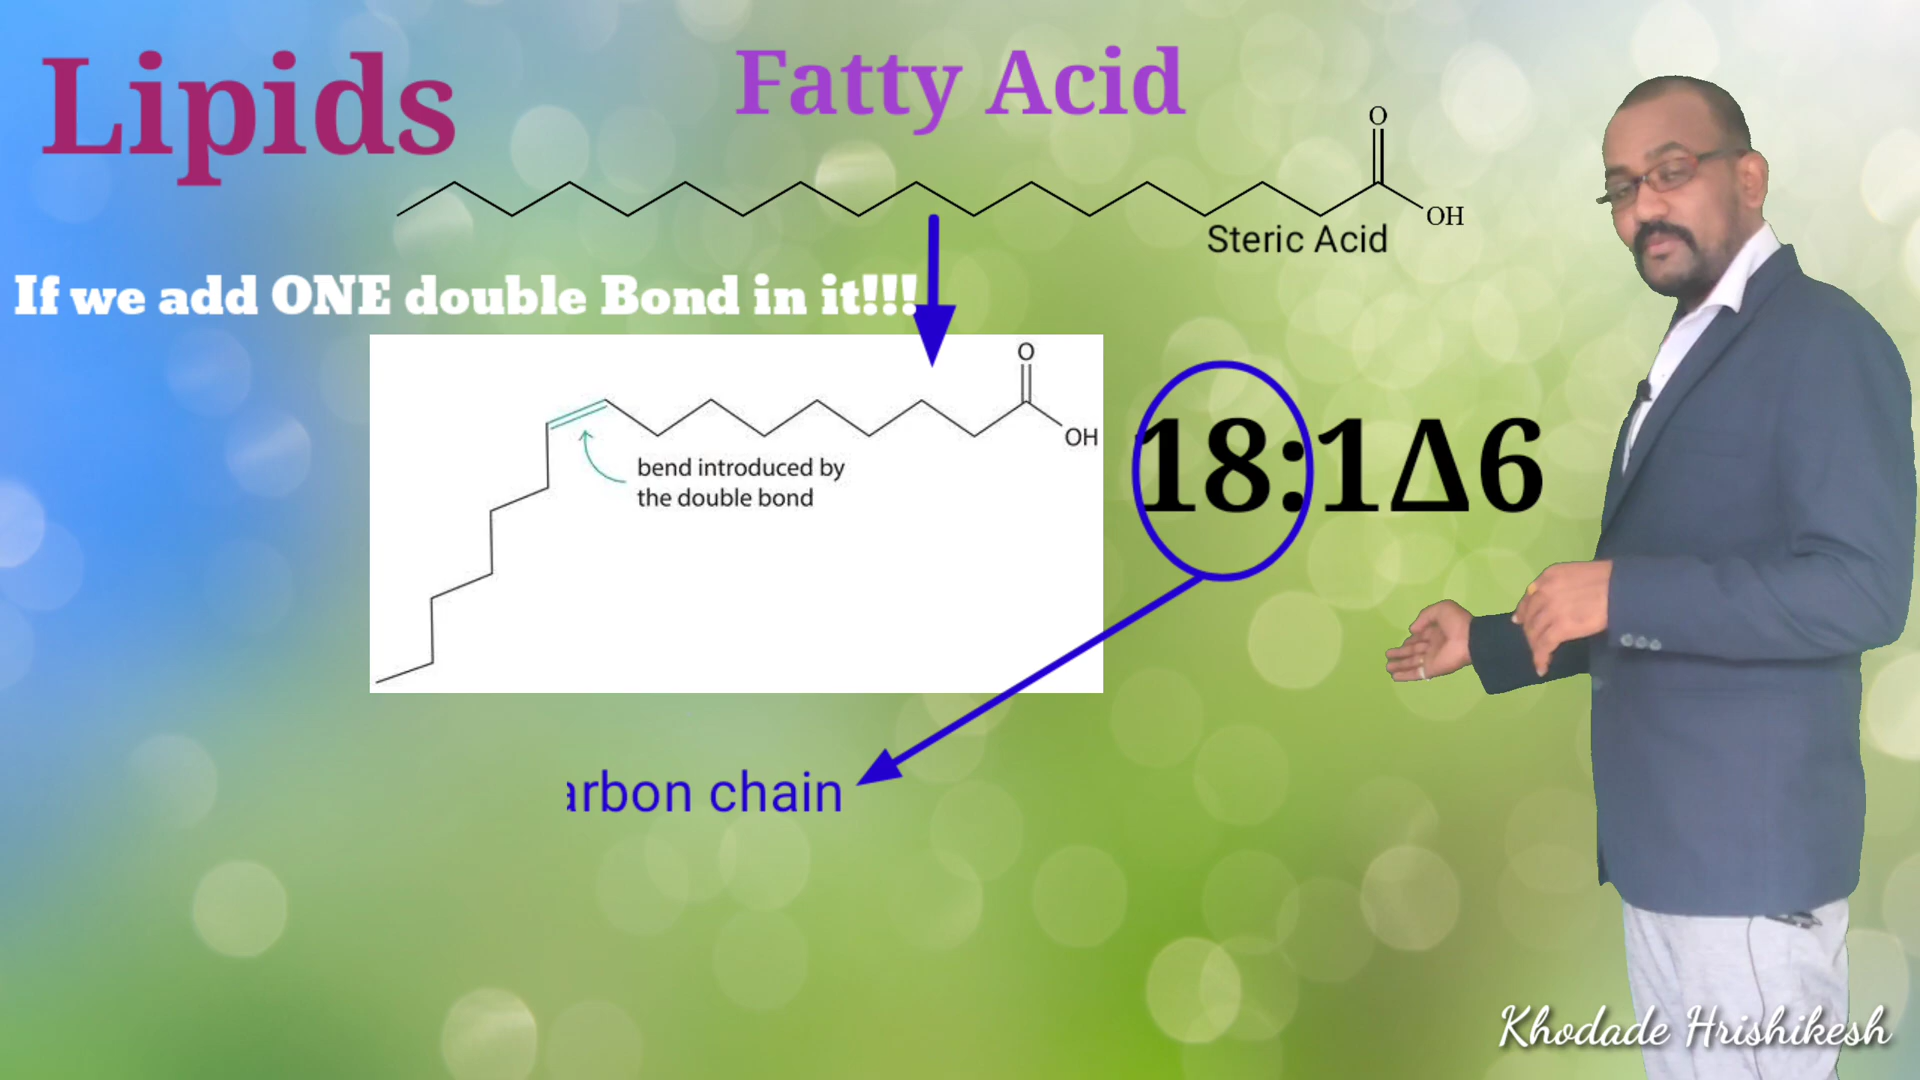 Lipids
Fatty Acid
O
OH
Steric Acid
If we add ONE double Bond in it!!!
O
OH
bend introduced by
the double bond
18:1Δ6
arbon chain
Khodade Hrishikesh